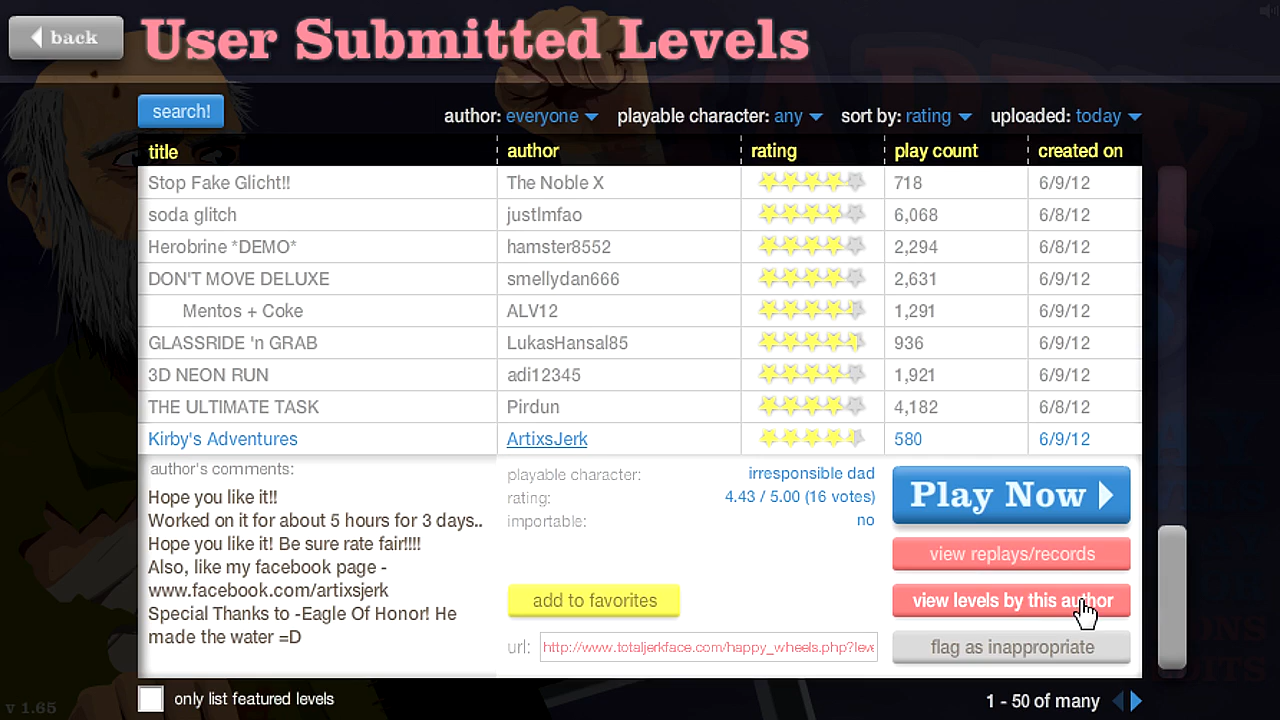 back
User Submitted Levels
search!
author: everyone playable character: any sort by: rating uploaded: today
title author rating play count created on
Stop Fake Glicht!! The Noble X 718 6/9/12
soda glitch justlmfao 6,068 6/8/12
Herobrine *DEMO* hamster8552 2,294 6/8/12
DON'T MOVE DELUXE smellydan666 2,631 6/9/12
Mentos + Coke ALV12 1,291 6/9/12
GLASSRIDE 'n GRAB LukasHansal85 936 6/9/12
3D NEON RUN adi12345 1,921 6/9/12
THE ULTIMATE TASK Pirdun 4,182 6/8/12
Kirby's Adventures ArtixsJerk 580 6/9/12
author's comments:
Hope you like it!!
Worked on it for about 5 hours for 3 days..
Hope you like it! Be sure rate fair!!!!
Also, like my facebook page -
www.facebook.com/artixsjerk
Special Thanks to -Eagle Of Honor! He
made the water =D
playable character: irresponsible dad
rating: 4.43 / 5.00 (16 votes)
importable: no
add to favorites
url: http://www.totaljerkface.com/happy_wheels.php?leve
Play Now
view replays/records
view levels by this author
flag as inappropriate
only list featured levels
1 - 50 of many
v 1.65